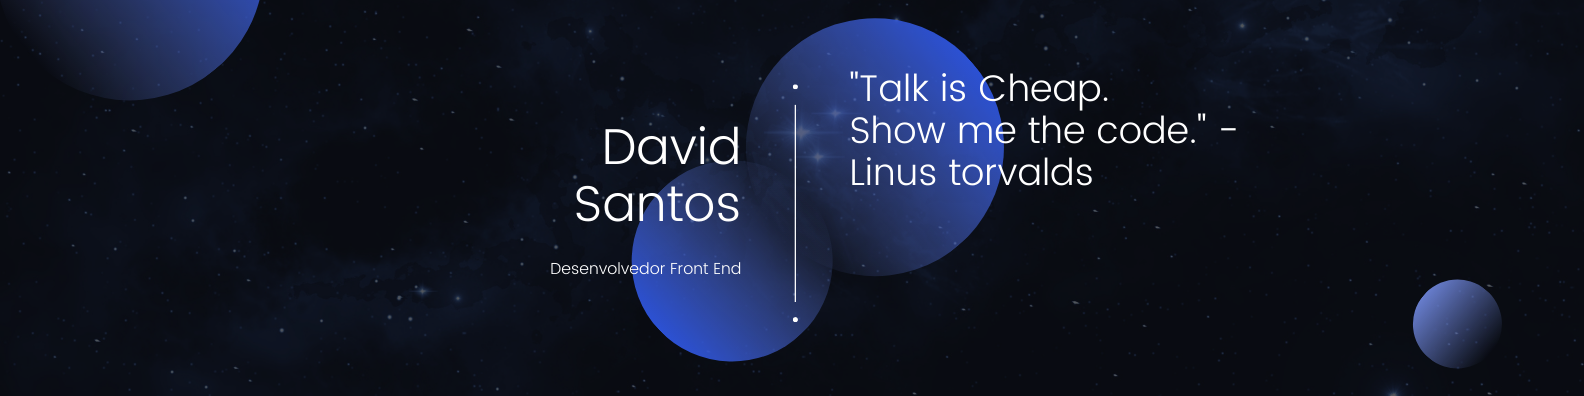 David
Santos
Desenvolvedor Front End
"Talk is Cheap.
Show me the code." -
Linus torvalds